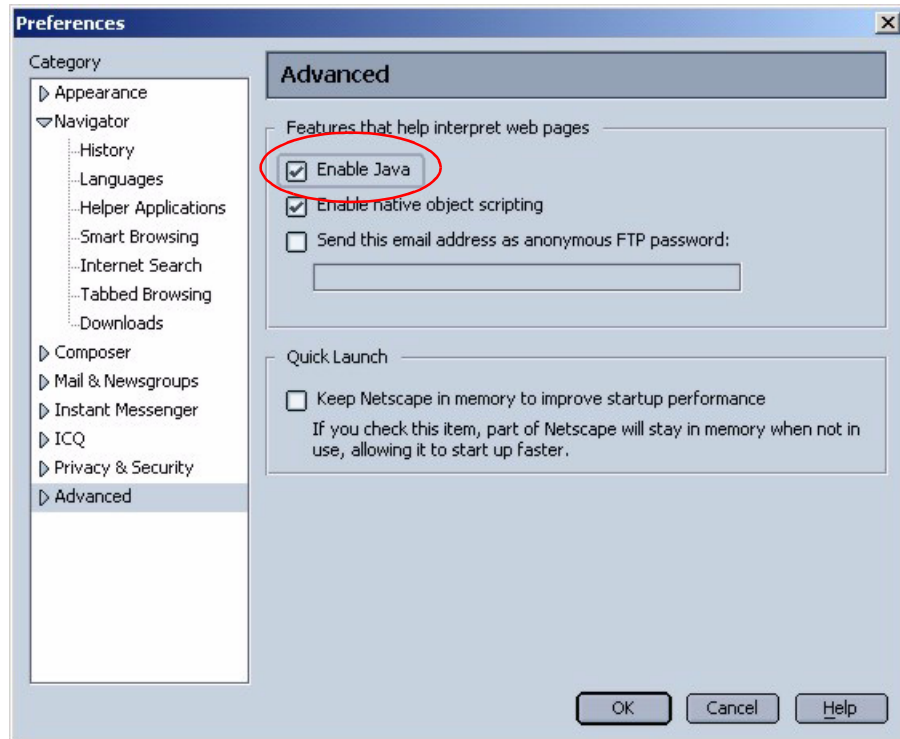 Preferences
Category
Appearance
Navigator
History
Languages
Helper Applications
Smart Browsing
Internet Search
Tabbed Browsing
Downloads
Composer
Mail & Newsgroups
Instant Messenger
ICQ
Privacy & Security
Advanced
Advanced
Features that help interpret web pages
Enable Java
Enable native object scripting
Send this email address as anonymous FTP password:
Quick Launch
Keep Netscape in memory to improve startup performance
If you check this item, part of Netscape will stay in memory when not in
use, allowing it to start up faster.
OK
Cancel
Help